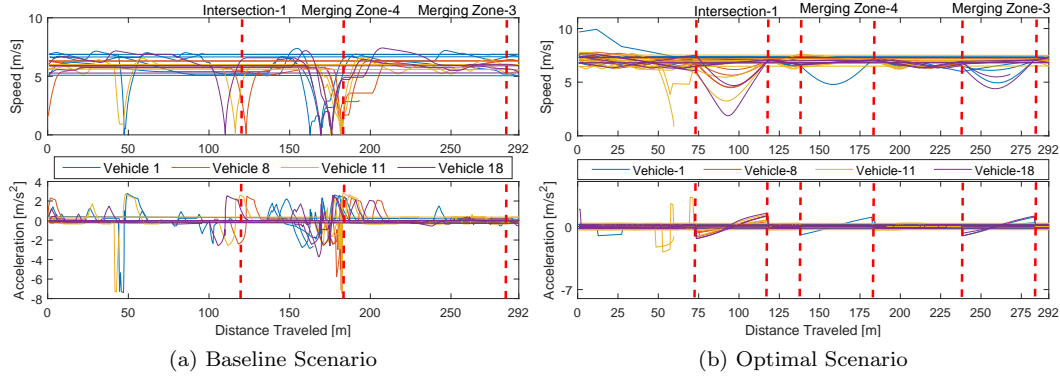 Intersection-1 Merging Zone-4 Merging Zone-3
Speed [m/s]
10
5
0
0 50 100 150 200 250 292
Vehicle 1 Vehicle 8 Vehicle 11 Vehicle 18
Acceleration [m/s²]
4
2
0
-2
-4
-6
-8
0 50 100 150 200 250 292
Distance Traveled [m]
(a) Baseline Scenario
Intersection-1 Merging Zone-4 Merging Zone-3
Speed [m/s]
10
5
0
0 25 50 75 100 125 150 175 200 225 250 275 292
Vehicle-1 Vehicle-8 Vehicle-11 Vehicle-18
Acceleration [m/s²]
0
-7
0 25 50 75 100 125 150 175 200 225 250 275 292
Distance Traveled [m]
(b) Optimal Scenario